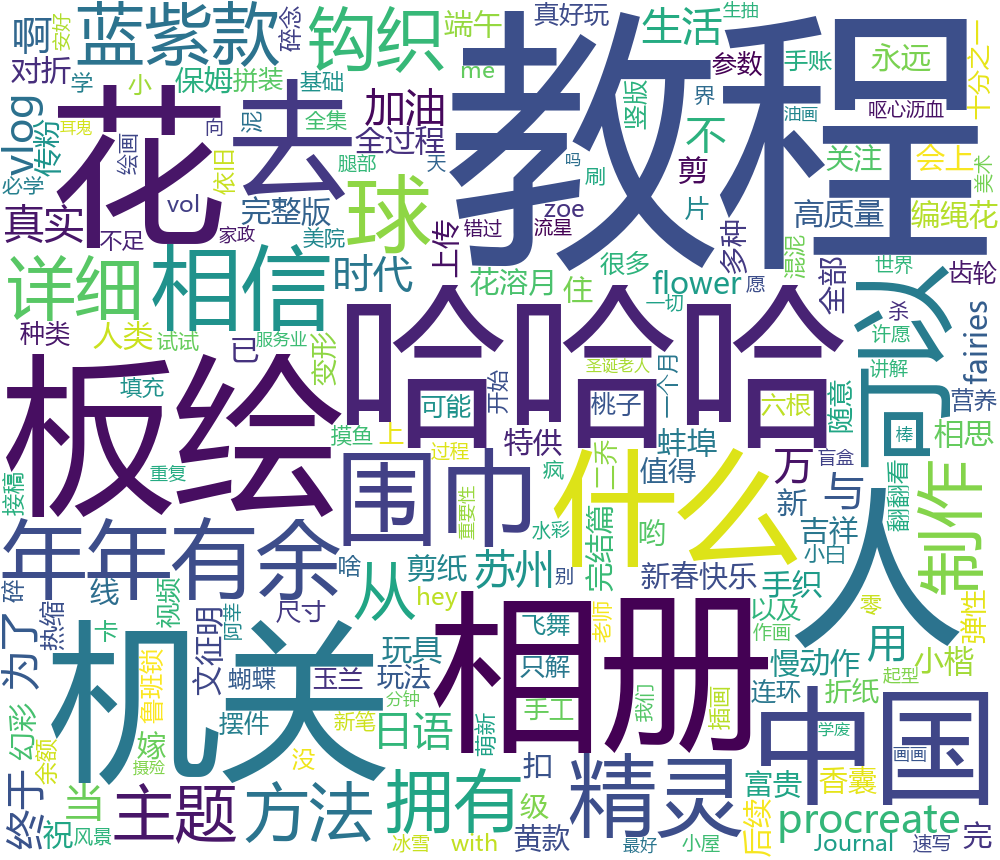 啊
安好
蓝紫款
碎念
钩织
端午
真好玩
生活
生抽
教程
十分之一
永远
对折
学
小
保姆
拼装
基础
加油
me
参数
手账
vlog
传粉
耳鬼
花
向
泥
去
全集
全过程
竖版
不
界
油画
呕心沥血
绘画
依旧
腿部
天
吗
刷
剪
关注
会上
美术
必学
vol
完整版
球
上传
错过
zoe
流星
片
多种
高质量
编绳花
真实
不足
家政
美院
详细
相信
时代
花溶月
住
很多
flower
愿
混泥
全部
世界
齿轮
种类
人类
试试
服务业
已
变形
哈哈哈
一切
一个月
圣诞老人
可以
杀
许愿
讲解
fairies
板绘
填充
可能
开始
桃子
六根
随意
棒
营养
接稿
重复
摸鱼
上
过程
特供
蚌埠
万
盲盒
相思
围巾
重要性
疯
二乔
值得
什么
新
与
翻翻看
制作
年年有余
水彩
完结篇
哟
吉祥
小白
人
碎
线
视频
啥
从
剪纸
苏州
别
新春快乐
手织
为了
热缩
卡
阿幸
尺寸
hey
相册
飞舞
老师
以及
作画
零
弹性
机关
鲁班锁
文征明
蝴蝶
玉兰
玩具
玩法
只解
我们
慢动作
用
小楷
幻彩
嫁
摆件
新笔
分钟
日语
萌新
手工
插画
连环
折纸
起型
中国
终于
余额
当
摄险
没
主题
方法
拥有
扣
级
精灵
富贵
香囊
学废
画画
祝
风景
冰雪
with
黄款
最好
小屋
后续
procreate
Journal
速写
完